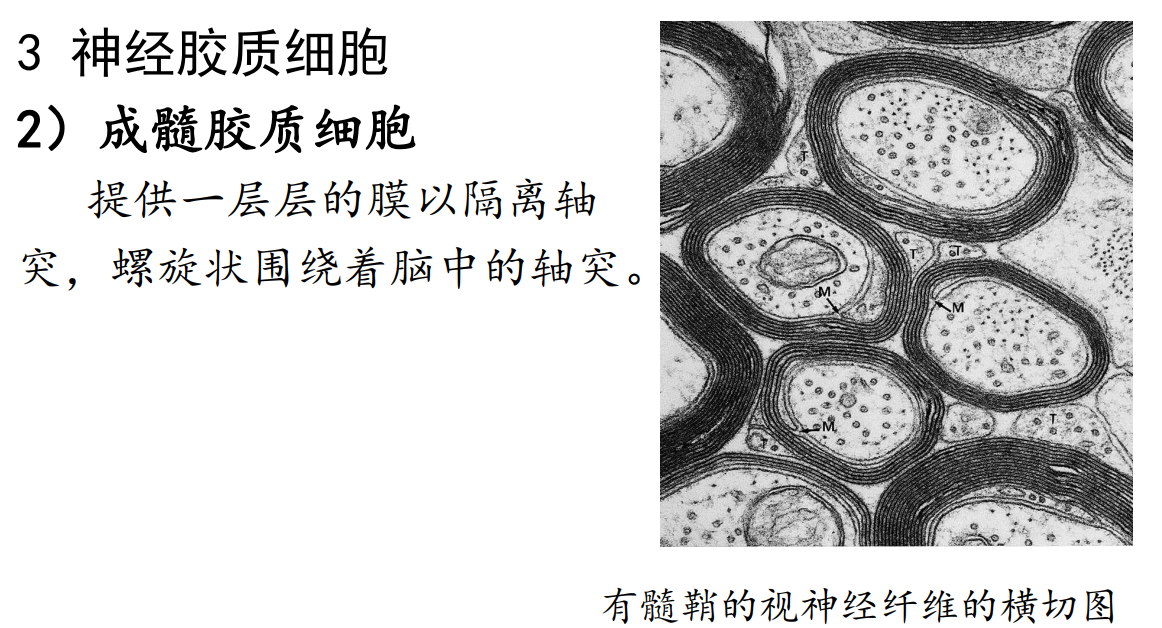 3 神经胶质细胞
2）成髓胶质细胞
提供一层层的膜以隔离轴
突，螺旋状围绕着脑中的轴突。
T
T
T
M
M
M
T
T
有髓鞘的视神经纤维的横切图